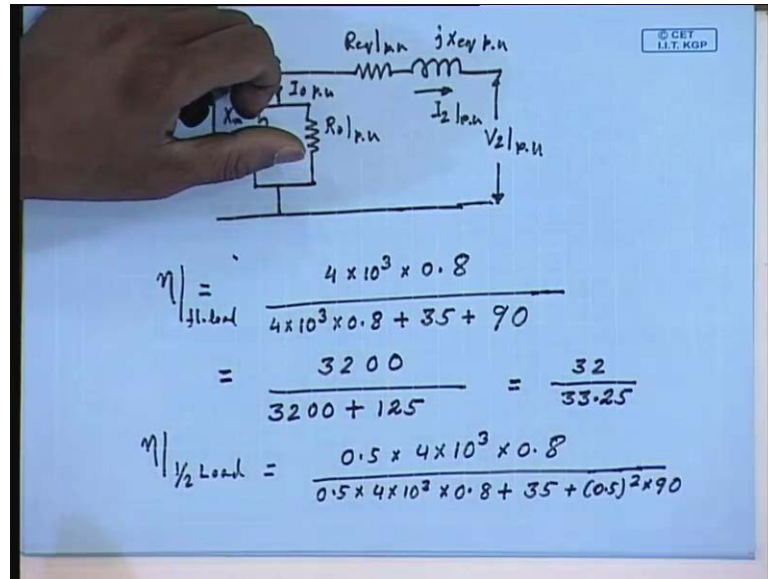 © CET
I.I.T. KGP
Req|p.u jXeq p.u
I0 p.u
Xm
R0|p.u
I2|p.u
V2|p.u
η|fl.load = 4 × 10³ × 0.8 / 4×10³×0.8 + 35 + 90
= 3200 / 3200 + 125 = 32 / 33.25
η|1/2 Load = 0.5 × 4×10³ × 0.8 / 0.5 × 4×10³ × 0.8 + 35 + (0.5)² × 90